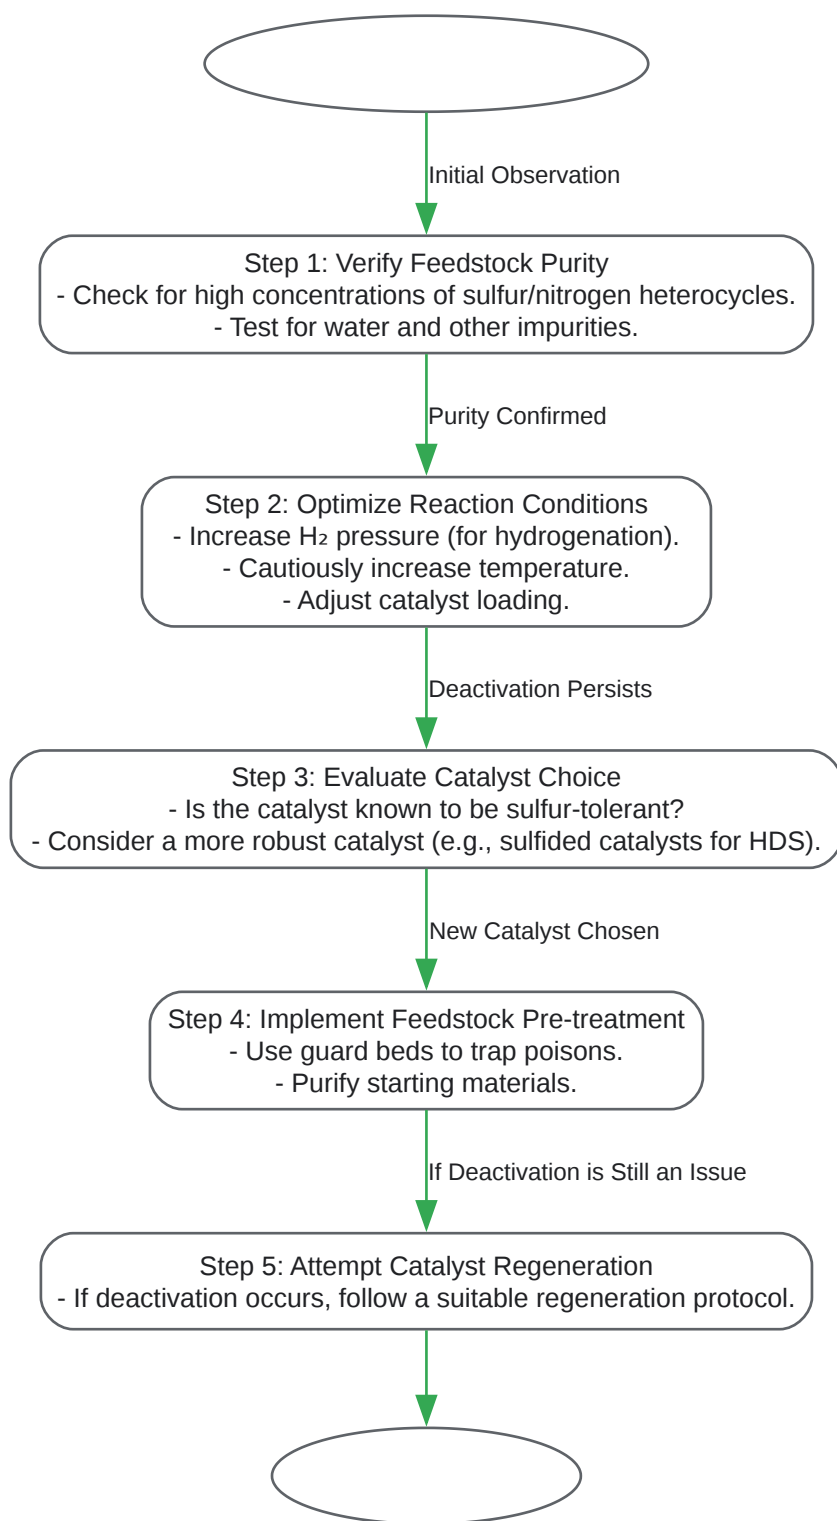 Initial Observation
Step 1: Verify Feedstock Purity
- Check for high concentrations of sulfur/nitrogen heterocycles.
- Test for water and other impurities.
Purity Confirmed
Step 2: Optimize Reaction Conditions
- Increase H₂ pressure (for hydrogenation).
- Cautiously increase temperature.
- Adjust catalyst loading.
Deactivation Persists
Step 3: Evaluate Catalyst Choice
- Is the catalyst known to be sulfur-tolerant?
- Consider a more robust catalyst (e.g., sulfided catalysts for HDS).
New Catalyst Chosen
Step 4: Implement Feedstock Pre-treatment
- Use guard beds to trap poisons.
- Purify starting materials.
If Deactivation is Still an Issue
Step 5: Attempt Catalyst Regeneration
- If deactivation occurs, follow a suitable regeneration protocol.